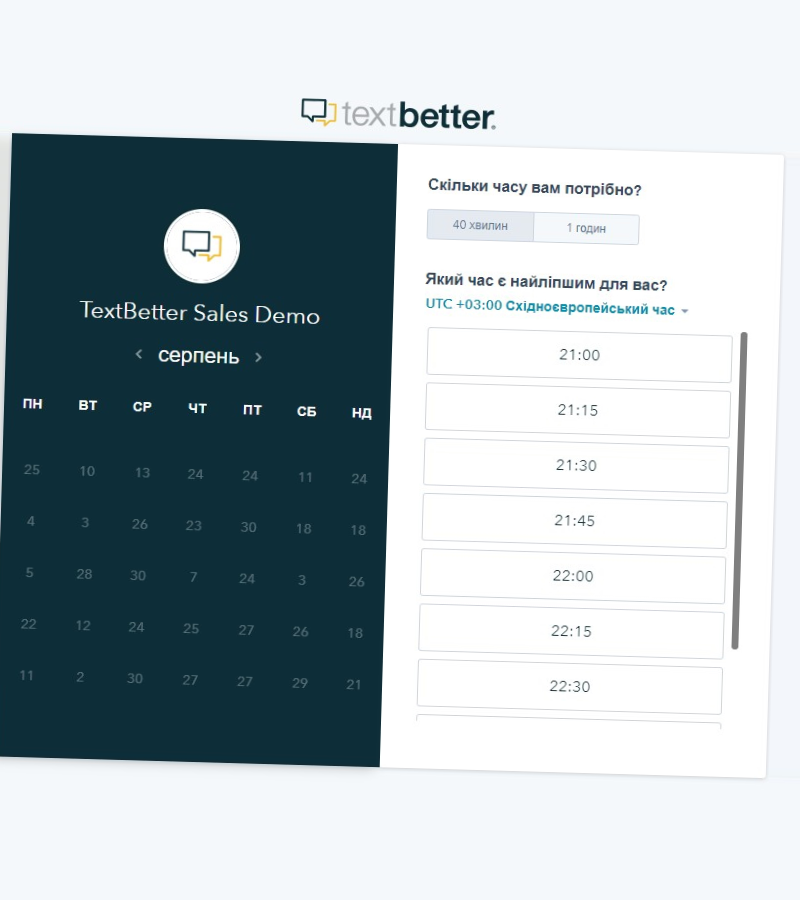 textbetter.
TextBetter Sales Demo
серпень
ПН ВТ СР ЧТ ПТ СБ НД
25 10 13 24 24 11 24
4 3 26 23 30 18 18
5 28 30 7 24 3 26
22 12 24 25 27 26 18
11 2 30 27 27 29 21
Скільки часу вам потрібно?
40 хвилин 1 годин
Який час є найліпшим для вас?
UTC +03:00 Східноєвропейський час
21:00
21:15
21:30
21:45
22:00
22:15
22:30